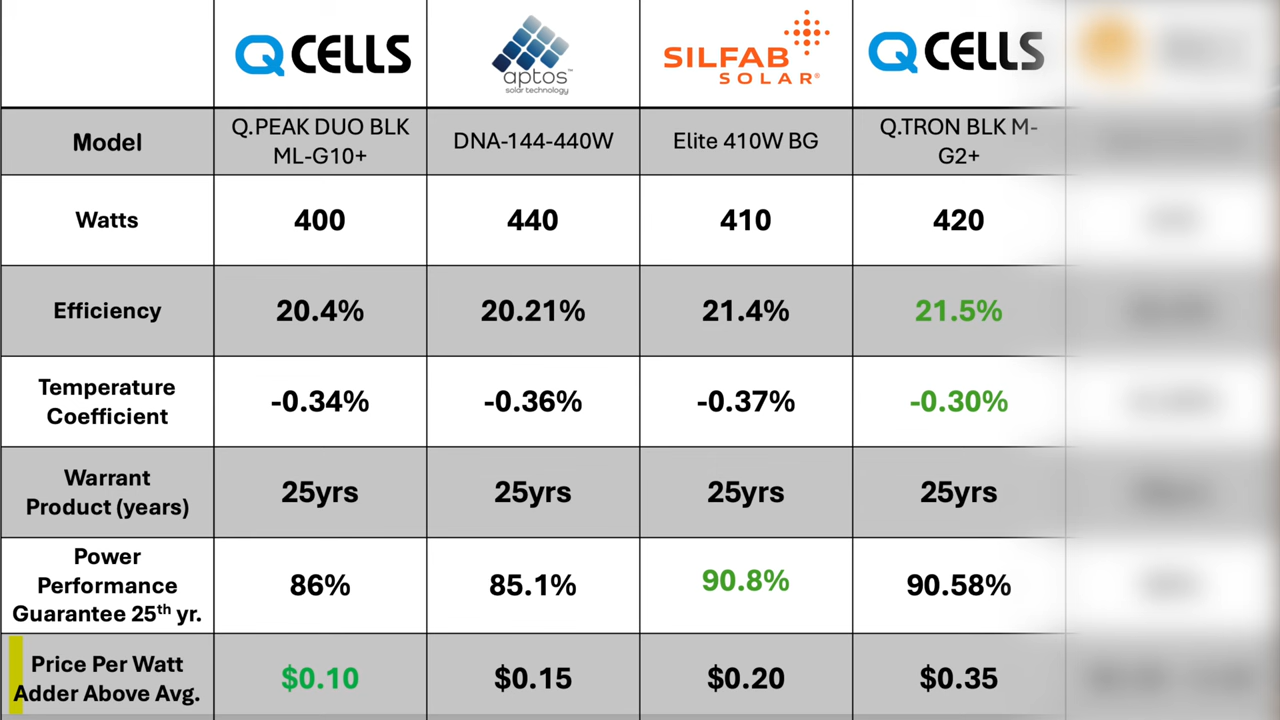 Q CELLS
aptos™
solar technology
SILFAB
SOLAR®
Q CELLS
Model
Q.PEAK DUO BLK
ML-G10+
DNA-144-440W
Elite 410W BG
Q.TRON BLK M-
G2+
Watts
400
440
410
420
Efficiency
20.4%
20.21%
21.4%
21.5%
Temperature
Coefficient
-0.34%
-0.36%
-0.37%
-0.30%
Warrant
Product (years)
25yrs
25yrs
25yrs
25yrs
Power
Performance
Guarantee 25th yr.
86%
85.1%
90.8%
90.58%
Price Per Watt
Adder Above Avg.
$0.10
$0.15
$0.20
$0.35